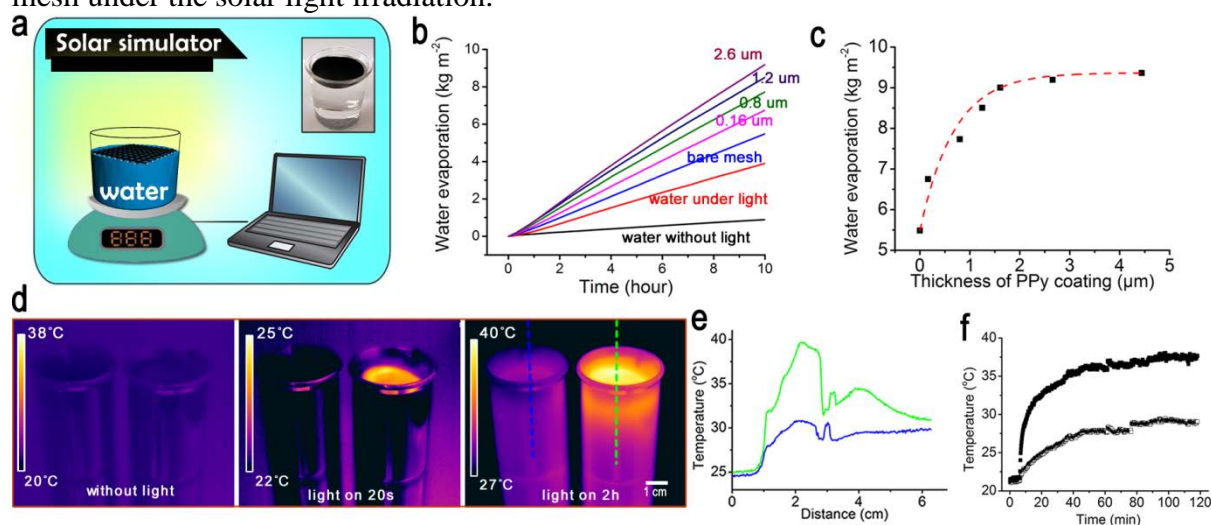 mesh under the solar light irradiation.
a
Solar simulator
water
888
b
Water evaporation (kg m-2)
10
8
6
4
2
0
2.6 um
1.2 um
0.8 um
0.16 um
bare mesh
water under light
water without light
0 2 4 6 8 10
Time (hour)
c
Water evaporation (kg m-2)
10
9
8
7
6
5
0 1 2 3 4 5
Thickness of PPy coating (µm)
d
38°C
20°C
without light
25°C
22°C
light on 20s
40°C
27°C
light on 2h
1 cm
e
Temperature (°C)
40
35
30
25
0 2 4 6
Distance (cm)
f
Temperature (°C)
40
35
30
25
20
0 20 40 60 80 100 120
Time (min)